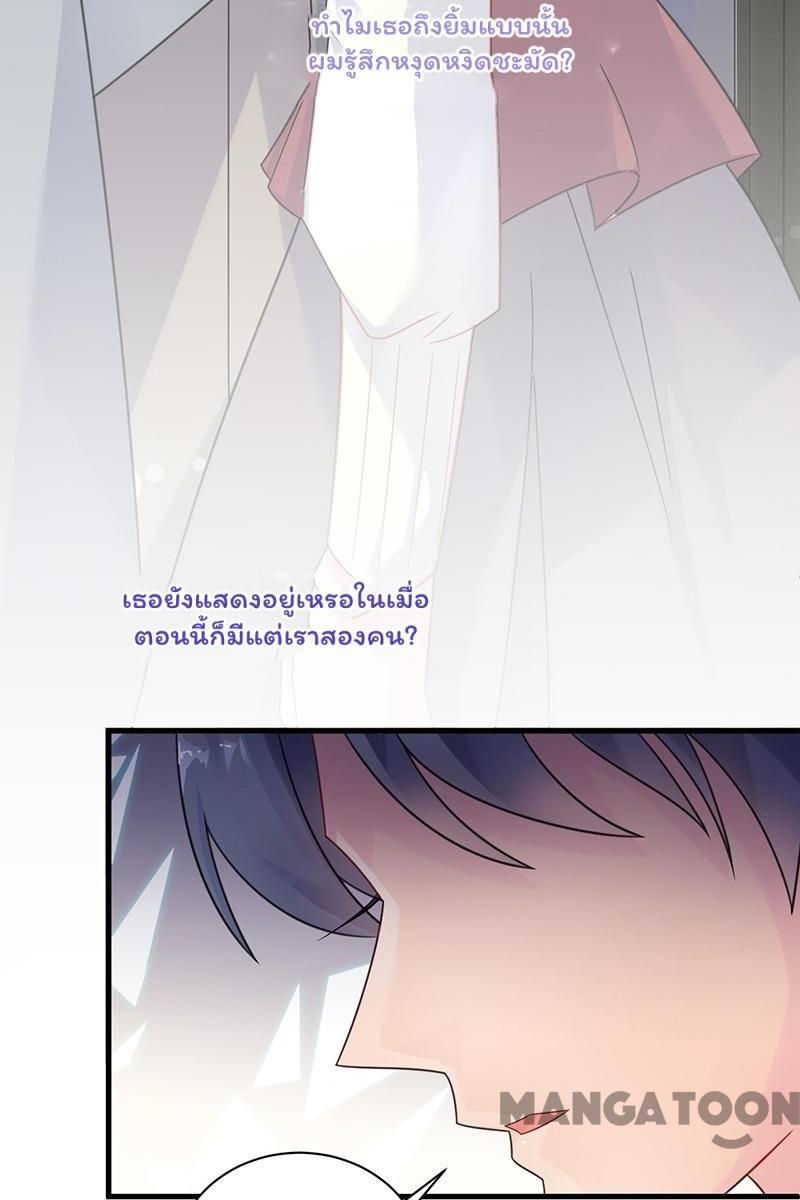 ทำไมเธอถึงยิ้มแบบนั้น
ผมรู้สึกหงุดหงิดชะมัด?
เธอยังแสดงอยู่เหรอในเมื่อ
ตอนนี้ก็มีแต่เราสองคน?
MANGATOON